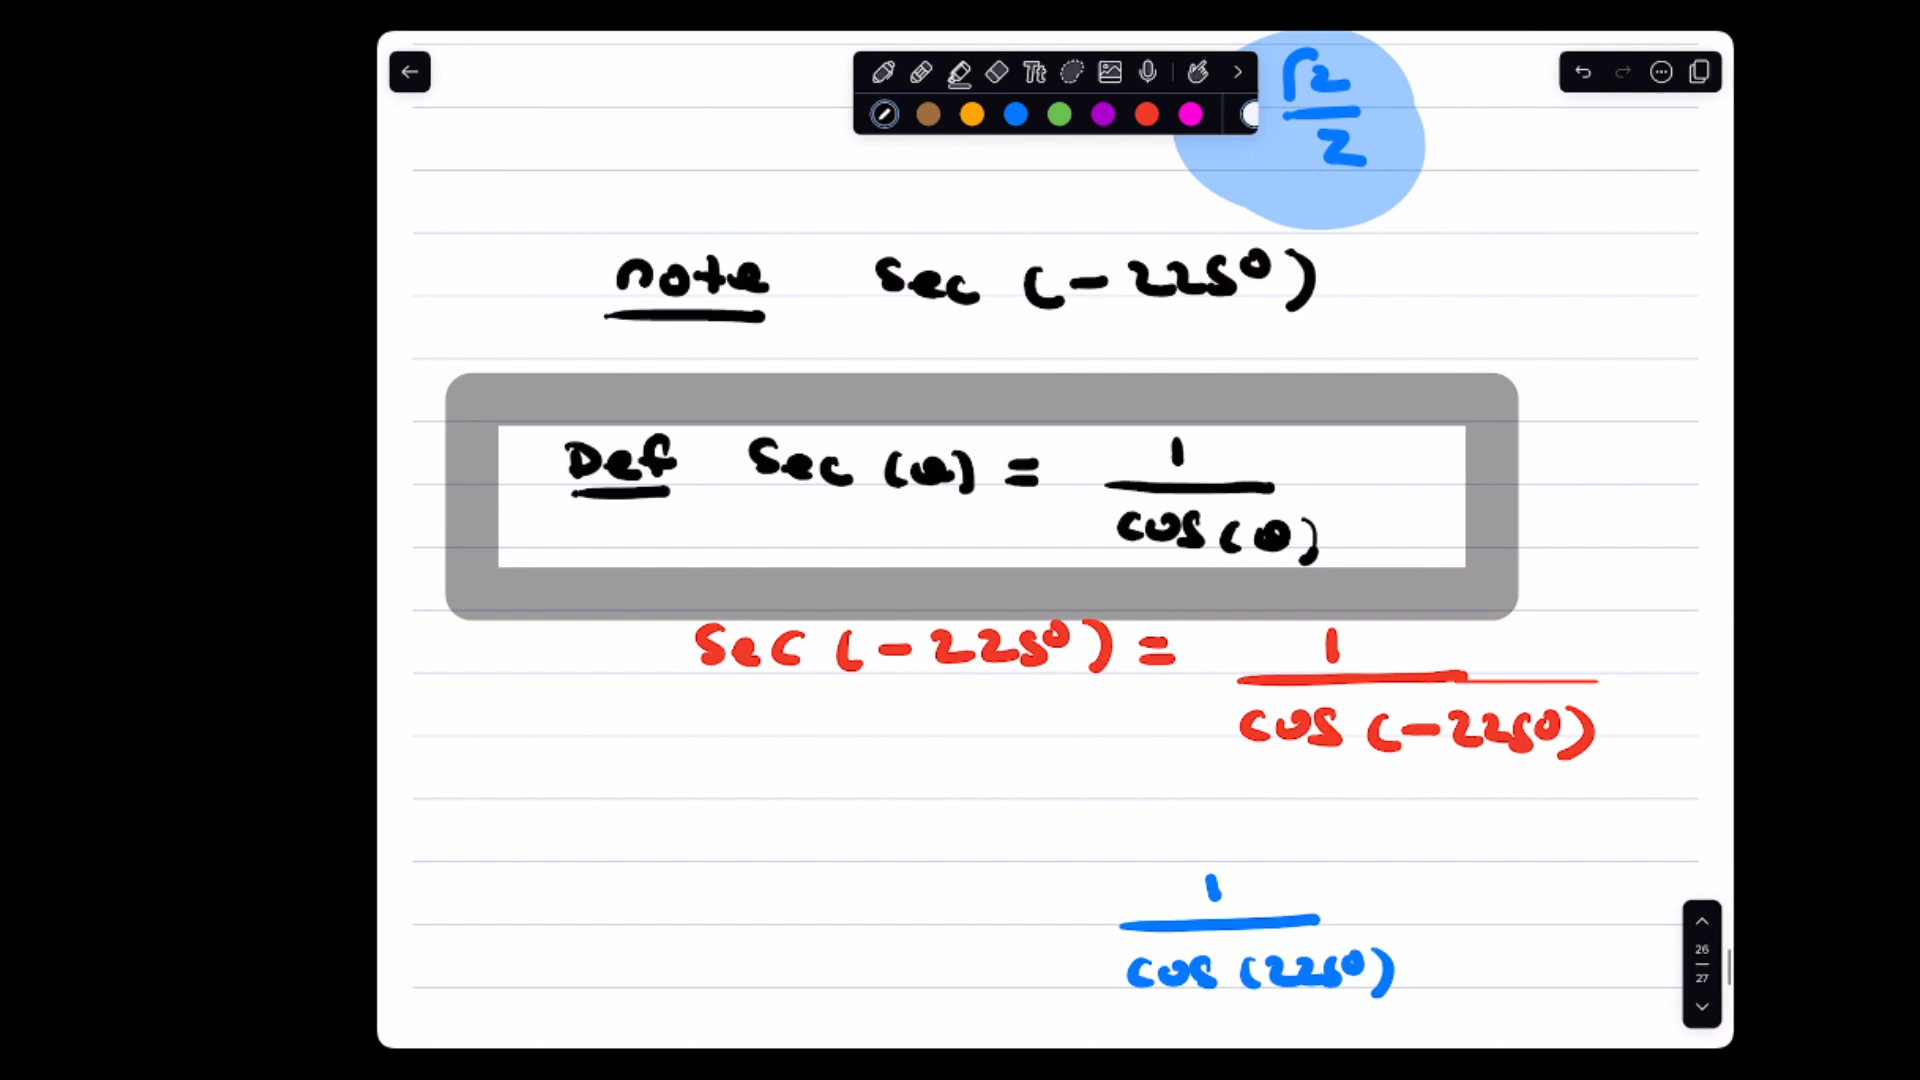 Tt
√2/2
note sec (-225°)
Def sec (θ) = 1/cos(θ)
sec (-225°) = 1/cos (-225°)
1/cos (225°)
26
27